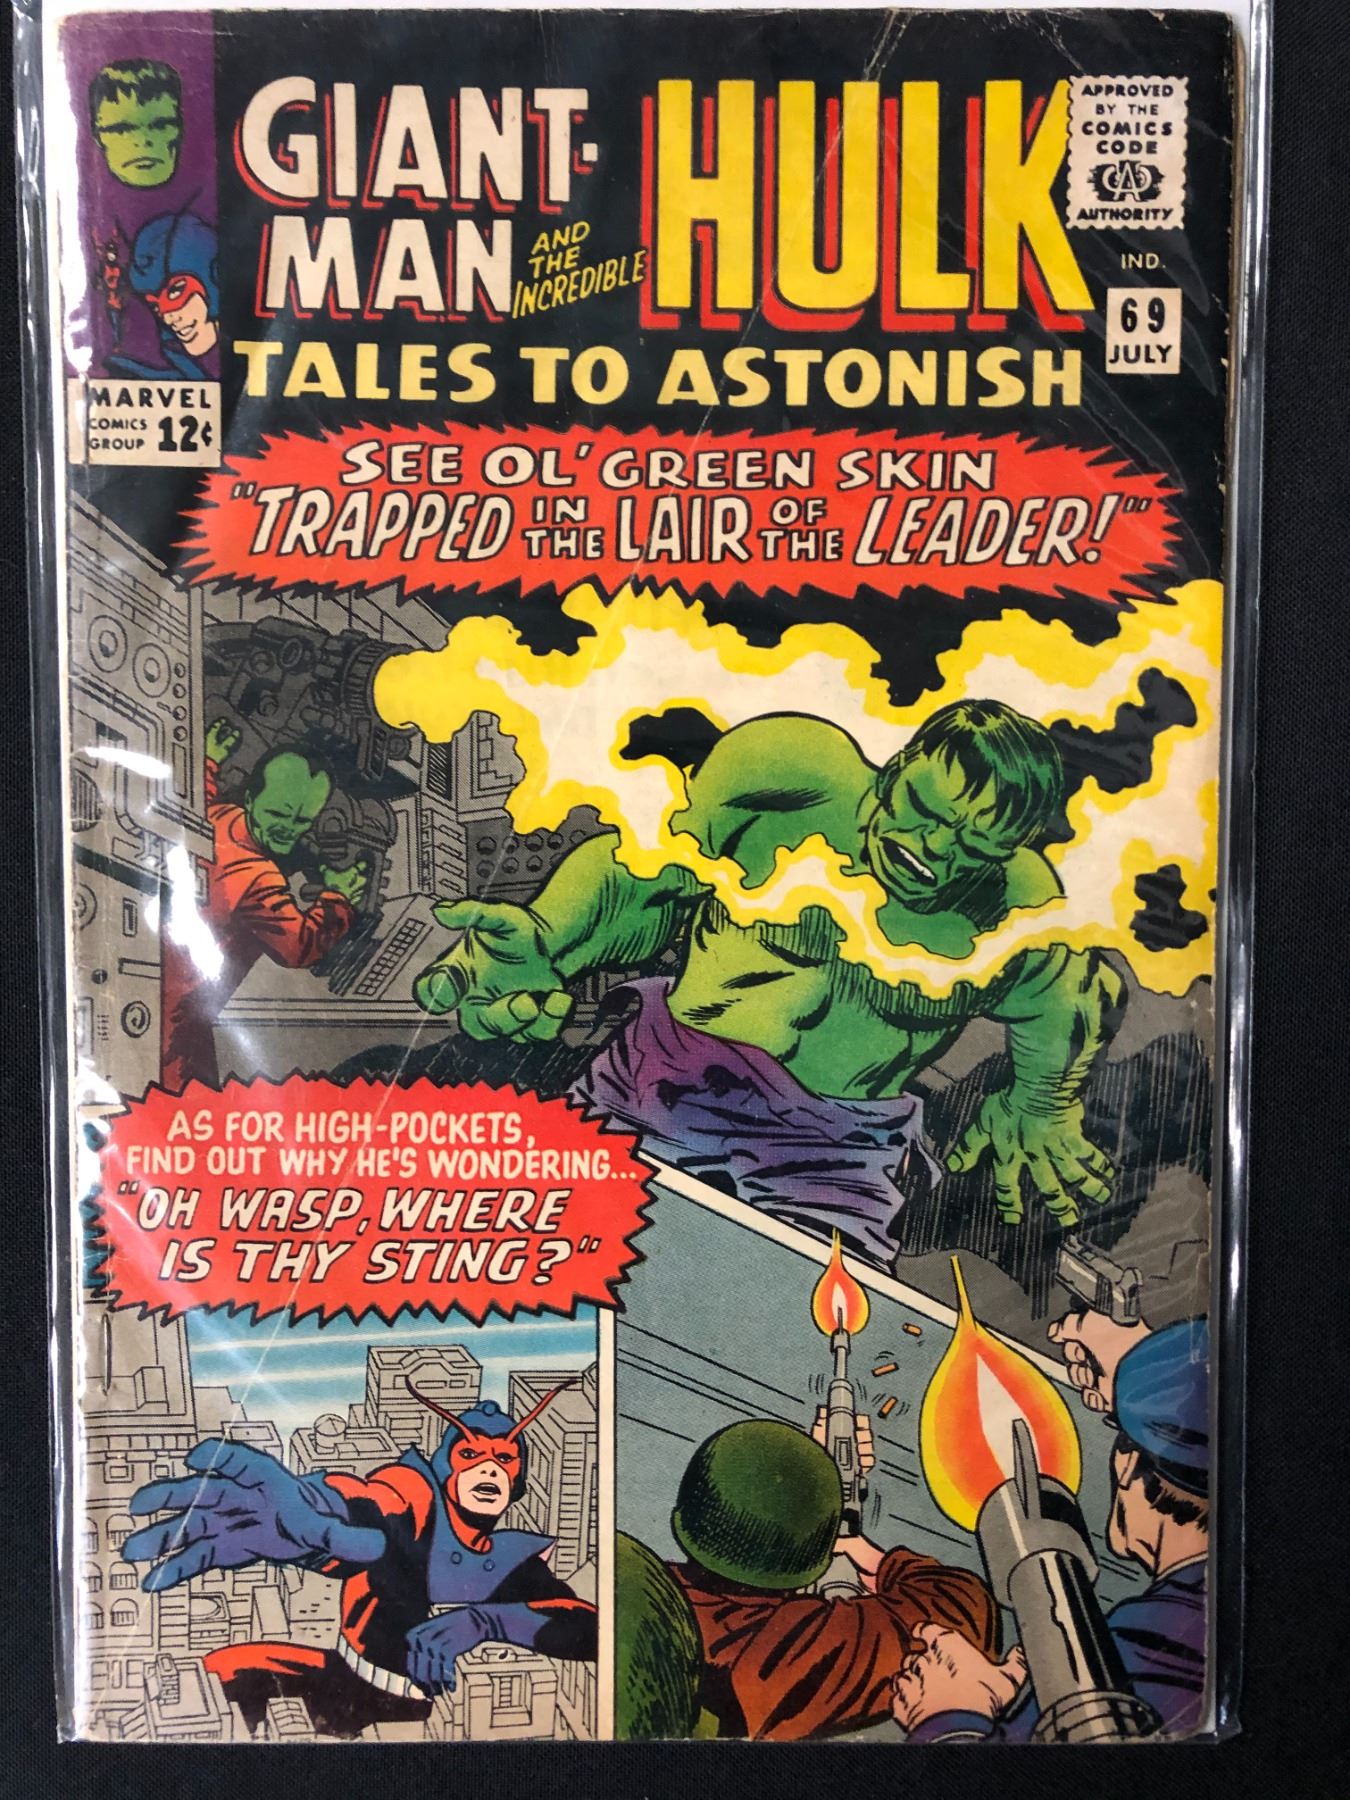 GIANT-
MAN
AND
THE
INCREDIBLE
HULK
APPROVED
BY THE
COMICS
CODE
CA
AUTHORITY
IND.
69
JULY
TALES TO ASTONISH
MARVEL
COMICS
GROUP
12¢
SEE OL' GREEN SKIN
"TRAPPED IN THE LAIR OF THE LEADER!"
AS FOR HIGH-POCKETS,
FIND OUT WHY HE'S WONDERING...
"OH WASP, WHERE
IS THY STING?"